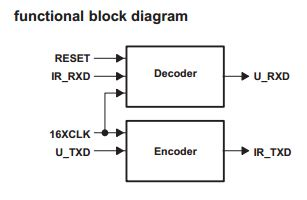 functional block diagram
RESET
IR_RXD
Decoder
U_RXD
16XCLK
U_TXD
Encoder
IR_TXD